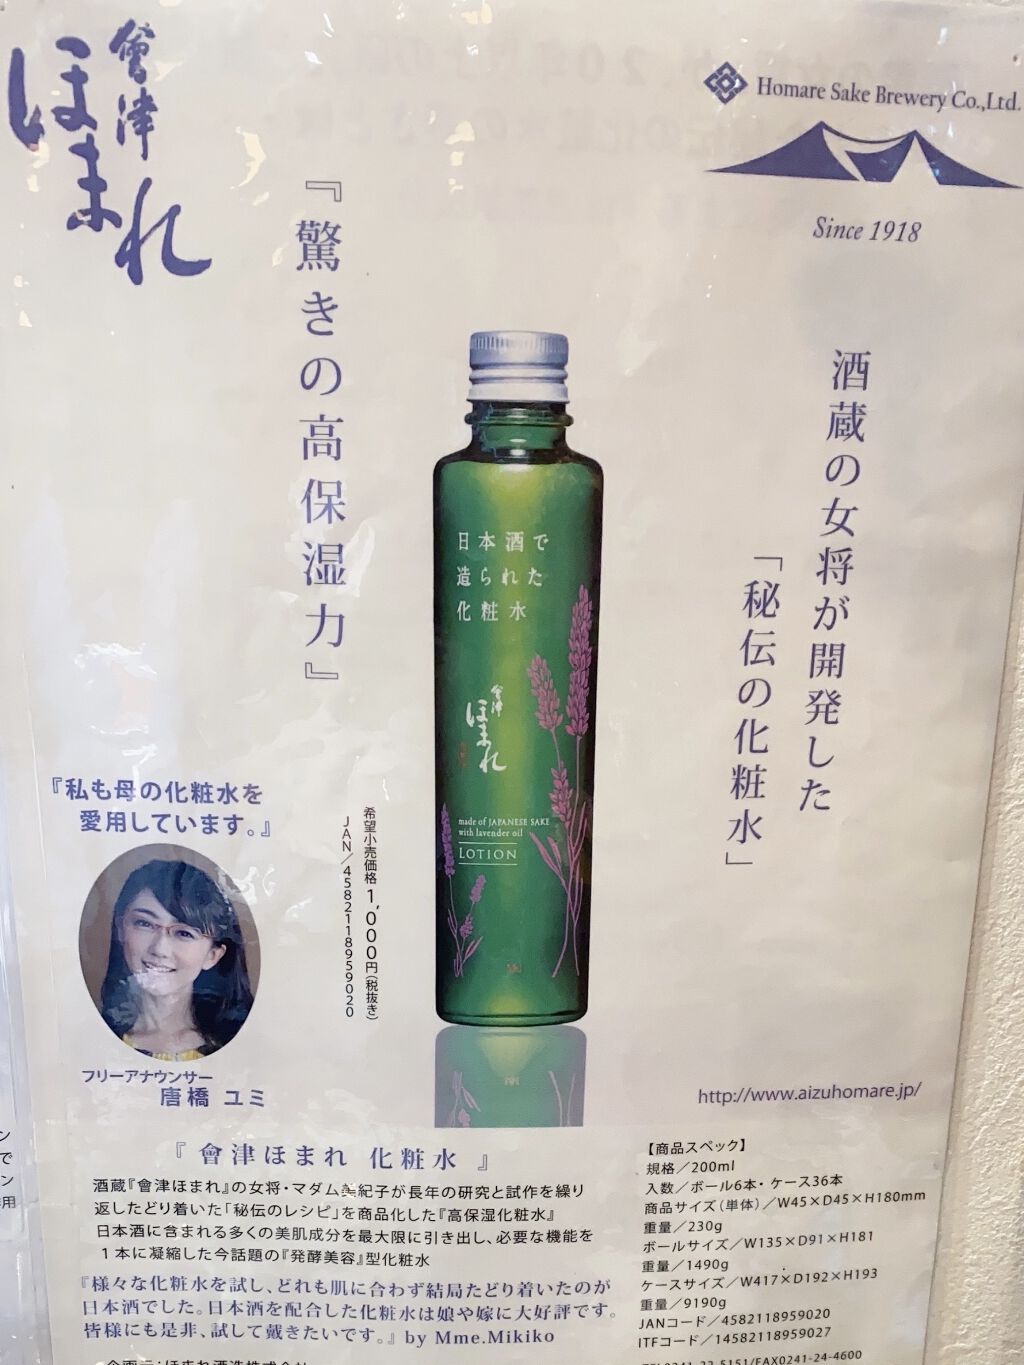 會津
ほまれ
Homare Sake Brewery Co.,Ltd.
Since 1918
『驚きの高保湿力』
酒蔵の女将が開発した
「秘伝の化粧水」
日本酒で
造られた
化粧水
會津
ほまれ
made of JAPANESE SAKE
with lavender oil
LOTION
『私も母の化粧水を
愛用しています。』
希望小売価格 1,000円(税抜き)
JAN/4582118959020
フリーアナウンサー
唐橋 ユミ
http://www.aizuhomare.jp/
『 會津ほまれ 化粧水 』
酒蔵『會津ほまれ』の女将・マダム美紀子が長年の研究と試作を繰り
返したどり着いた「秘伝のレシピ」を商品化した『高保湿化粧水』
日本酒に含まれる多くの美肌成分を最大限に引き出し、必要な機能を
1本に凝縮した今話題の『発酵美容』型化粧水
『様々な化粧水を試し、どれも肌に合わず結局たどり着いたのが
日本酒でした。日本酒を配合した化粧水は娘や嫁に大好評です。
皆様にも是非、試して戴きたいです。』 by Mme.Mikiko
【商品スペック】
規格/200ml
入数/ボール6本・ケース36本
商品サイズ(単体)/W45×D45×H180mm
重量/230g
ボールサイズ/W135×D91×H181
重量/1490g
ケースサイズ/W417×D192×H193
重量/9190g
JANコード/4582118959020
ITFコード/14582118959027
TEL0241-22-5151/FAX0241-24-4600
企画元:ほまれ酒造株式会社